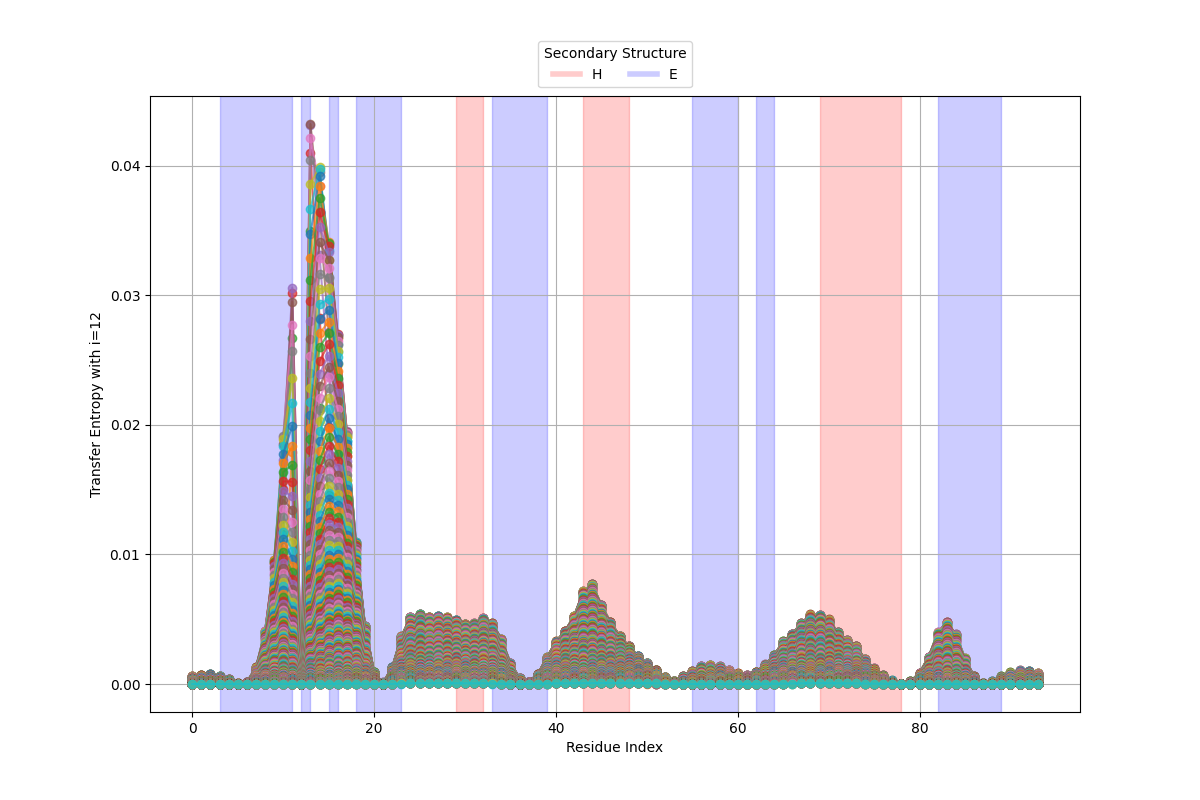 Secondary Structure
H E
0.04
0.03
0.02
0.01
0.00
Transfer Entropy with i=12
0 20 40 60 80
Residue Index